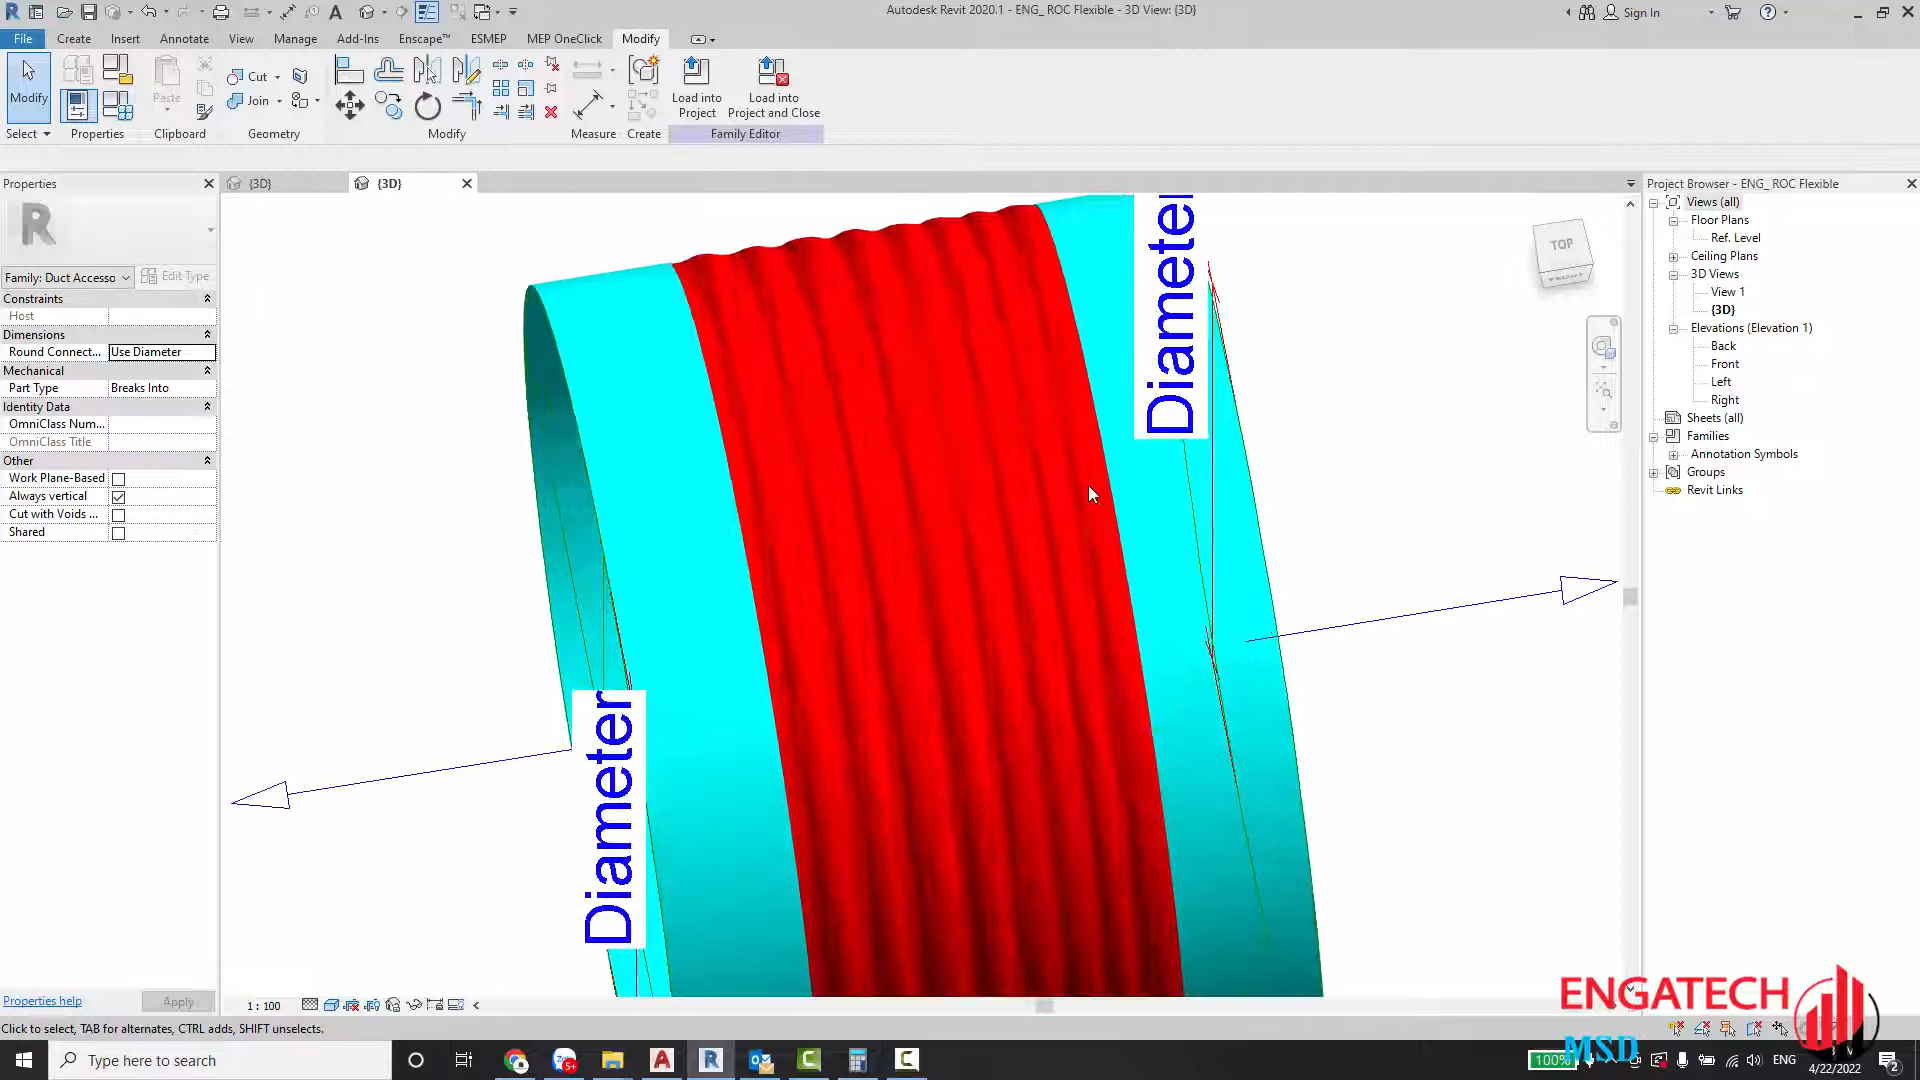 Autodesk Revit 2020.1 - ENG_ ROC Flexible - 3D View: {3D}
Sign In
File Create Insert Annotate View Manage Add-Ins Enscape™ ESMEP MEP OneClick Modify
Modify
Paste
Cut
Join
Load into
Project
Load into
Project and Close
Select Properties Clipboard Geometry Modify Measure Create Family Editor
Properties
{3D}
{3D}
Project Browser - ENG_ ROC Flexible
Family: Duct Accesso
Edit Type
Constraints
Host
Dimensions
Round Connect... Use Diameter
Mechanical
Part Type Breaks Into
Identity Data
OmniClass Num...
OmniClass Title
Other
Work Plane-Based
Always vertical
Cut with Voids ...
Shared
Properties help
Apply
Diameter
Diameter
TOP
Views (all)
Floor Plans
Ref. Level
Ceiling Plans
3D Views
View 1
{3D}
Elevations (Elevation 1)
Back
Front
Left
Right
Sheets (all)
Families
Annotation Symbols
Groups
Revit Links
1 : 100
Click to select, TAB for alternates, CTRL adds, SHIFT unselects.
ENGATECH
MSD
Type here to search
100%
ENG
4/22/2022
2